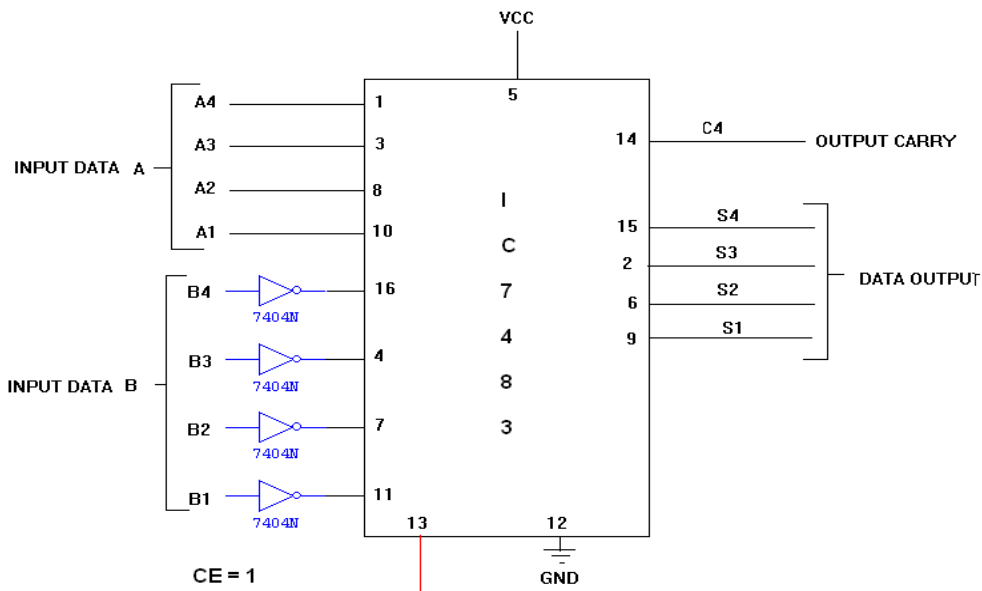 VCC
5
A4 1
A3 3
INPUT DATA A
A2 8
A1 10
14 C4 OUTPUT CARRY
I
C
7
4
8
3
15 S4
2 S3
6 S2
9 S1
DATA OUTPUT
B4 7404N 16
B3 7404N 4
INPUT DATA B
B2 7404N 7
B1 7404N 11
13
12
CE = 1
GND